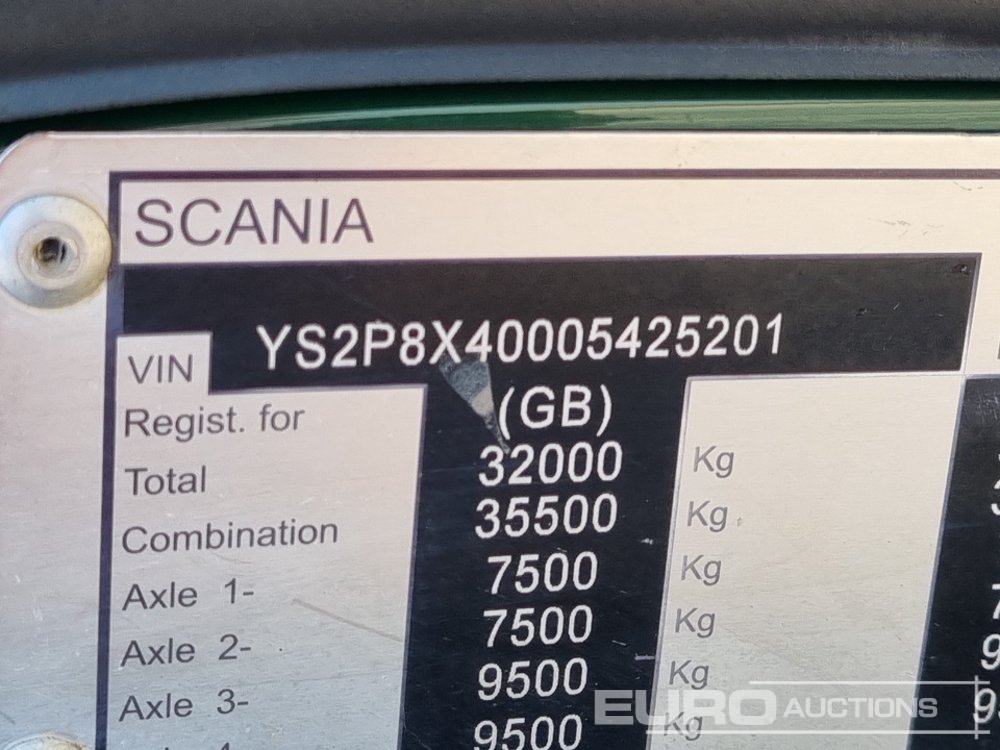 SCANIA
VIN YS2P8X40005425201
Regist. for (GB)
Total 32000 Kg
Combination 35500 Kg
Axle 1- 7500 Kg
Axle 2- 7500 Kg
Axle 3- 9500 Kg
9500 Kg
EURO AUCTIONS